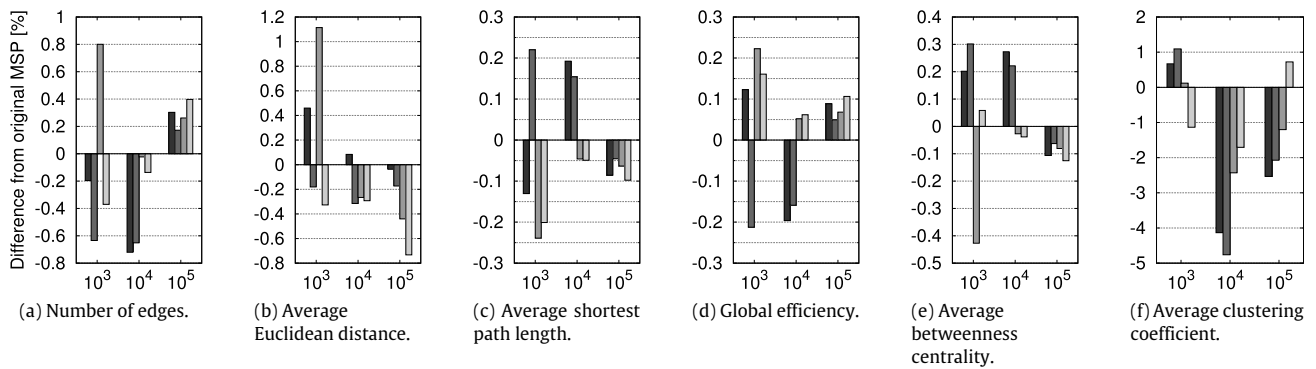 Difference from original MSP [%]
1
0.8
0.6
0.4
0.2
0
-0.2
-0.4
-0.6
-0.8
10³ 10⁴ 10⁵
(a) Number of edges.
1.2
1
0.8
0.6
0.4
0.2
0
-0.2
-0.4
-0.6
-0.8
10³ 10⁴ 10⁵
(b) Average
Euclidean distance.
0.3
0.2
0.1
0
-0.1
-0.2
-0.3
10³ 10⁴ 10⁵
(c) Average shortest
path length.
0.3
0.2
0.1
0
-0.1
-0.2
-0.3
10³ 10⁴ 10⁵
(d) Global efficiency.
0.4
0.3
0.2
0.1
0
-0.1
-0.2
-0.3
-0.4
-0.5
10³ 10⁴ 10⁵
(e) Average
betweenness
centrality.
2
1
0
-1
-2
-3
-4
-5
10³ 10⁴ 10⁵
(f) Average clustering
coefficient.